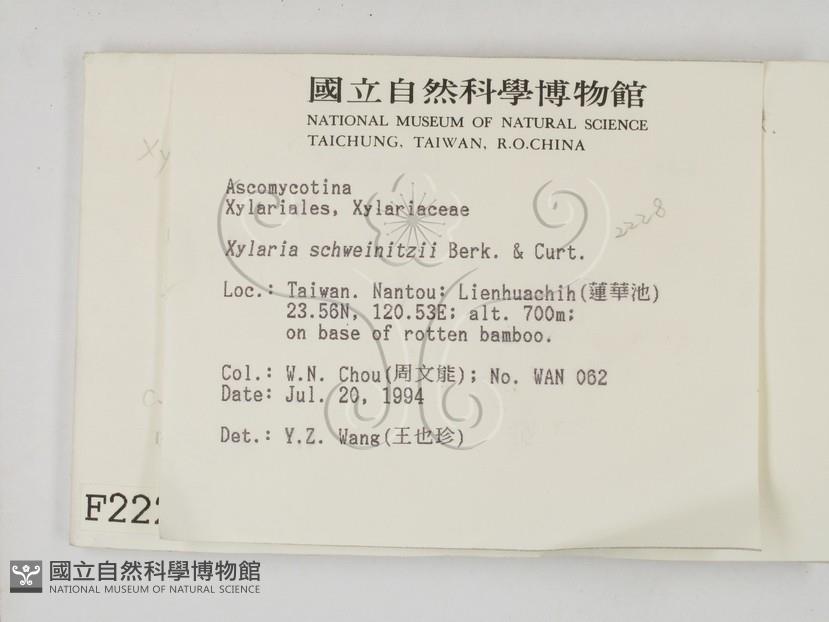 國立自然科學博物館
NATIONAL MUSEUM OF NATURAL SCIENCE
TAICHUNG, TAIWAN, R.O.CHINA
Ascomycotina
Xylariales, Xylariaceae
2228
Xylaria schweinitzii Berk. & Curt.
Loc.: Taiwan. Nantou; Lienhuachih(蓮華池)
23.56N, 120.53E; alt. 700m;
on base of rotten bamboo.
Col.: W.N. Chou(周文能); No. WAN 062
Date: Jul. 20, 1994
Det.: Y.Z. Wang(王也珍)
Xy
F222
國立自然科學博物館
NATIONAL MUSEUM OF NATURAL SCIENCE